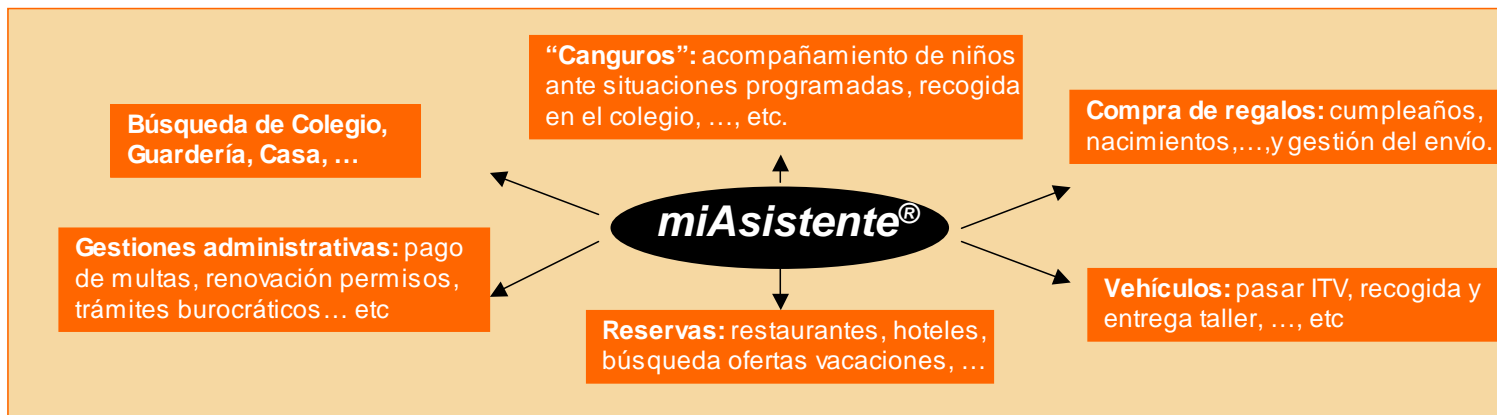 “Canguros”: acompañamiento de niños
ante situaciones programadas, recogida
en el colegio, …, etc.
Búsqueda de Colegio,
Guardería, Casa, …
Compra de regalos: cumpleaños,
nacimientos,…,y gestión del envío.
miAsistente®
Gestiones administrativas: pago
de multas, renovación permisos,
trámites burocráticos… etc
Vehículos: pasar ITV, recogida y
entrega taller, …, etc
Reservas: restaurantes, hoteles,
búsqueda ofertas vacaciones, …